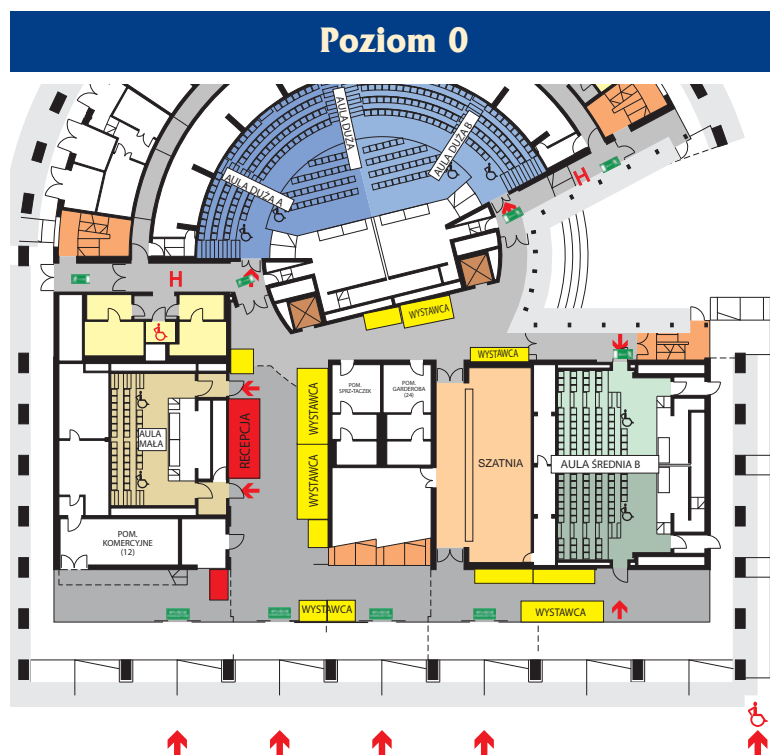 Poziom 0
AULA DUŻA
AULA DUŻA B
AULA DUŻA A
H
H
WYSTAWCA
WYSTAWCA
WYSTAWCA
POM.
SPRZ-TACZEK
POM.
GARDEROBA
(24)
AULA
MAŁA
RECEPCJA
WYSTAWCA
SZATNIA
AULA ŚREDNIA B
POM.
KOMERCYJNE
(12)
WYSTAWCA
WYSTAWCA